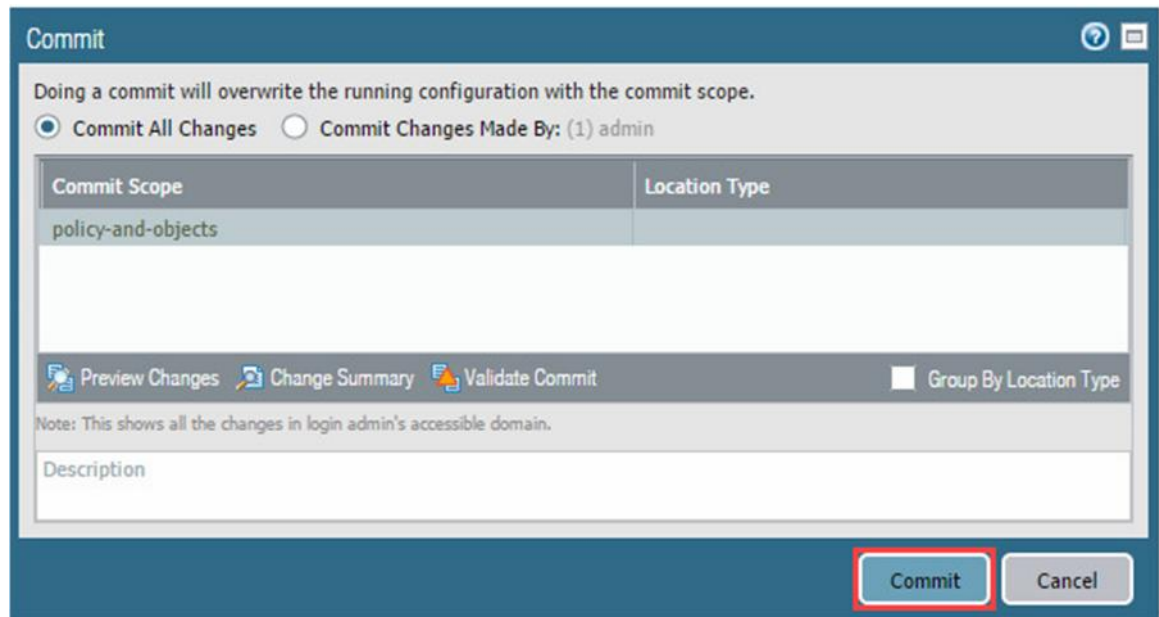 Commit
Doing a commit will overwrite the running configuration with the commit scope.
Commit All Changes Commit Changes Made By: (1) admin
Commit Scope Location Type
policy-and-objects
Preview Changes Change Summary Validate Commit Group By Location Type
Note: This shows all the changes in login admin's accessible domain.
Description
Commit Cancel